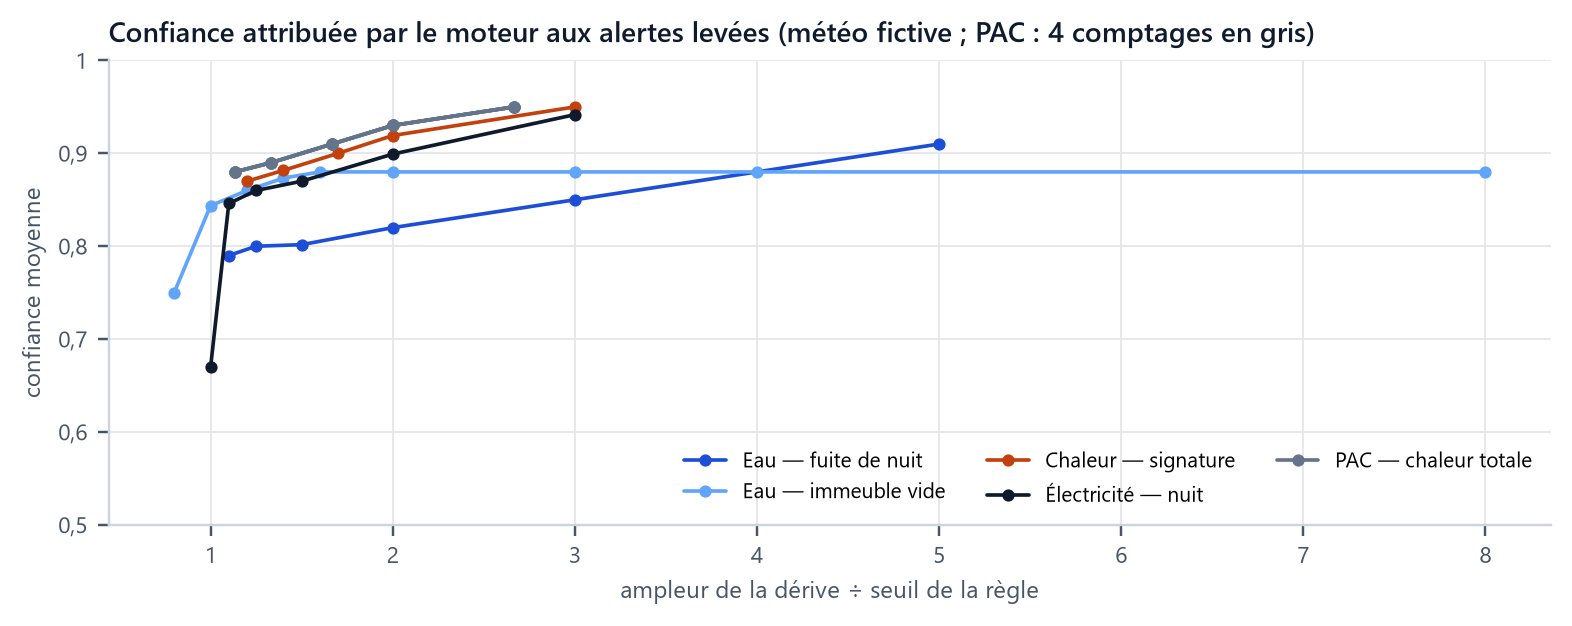 Confiance attribuée par le moteur aux alertes levées (météo fictive ; PAC : 4 comptages en gris)
confiance moyenne
1
0,9
0,8
0,7
0,6
0,5
Eau — fuite de nuit
Eau — immeuble vide
Chaleur — signature
Électricité — nuit
PAC — chaleur totale
1 2 3 4 5 6 7 8
ampleur de la dérive ÷ seuil de la règle